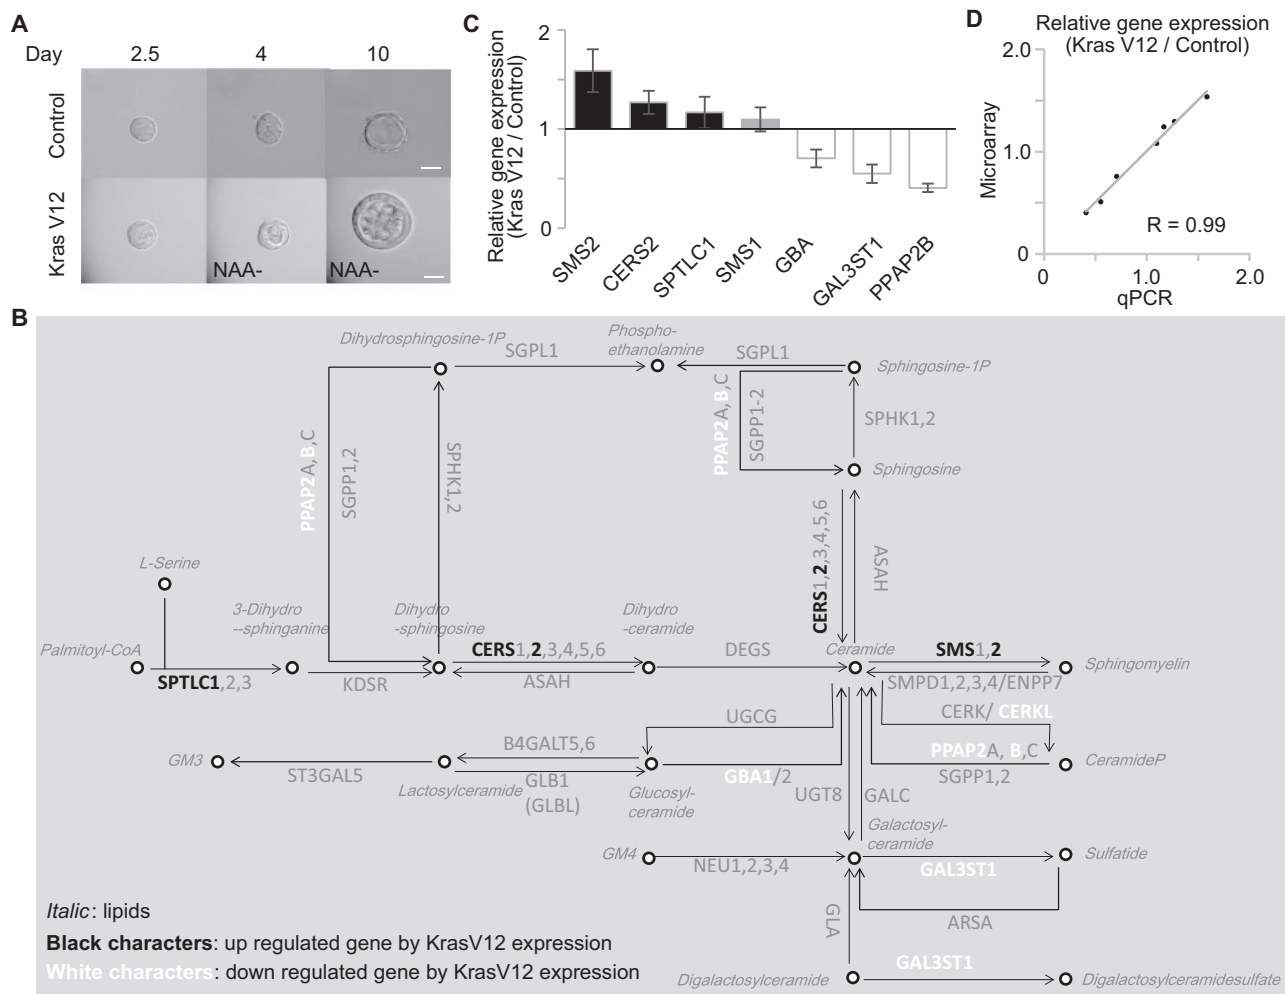 A
Day 2.5 4 10
Control
Kras V12
NAA-
NAA-
C
Relative gene expression
(Kras V12 / Control)
2
1
0
SMS2
CERS2
SPTLC1
SMS1
GBA
GAL3ST1
PPAP2B
D
Relative gene expression
(Kras V12 / Control)
Microarray
2.0
1.0
0
R = 0.99
0 1.0 2.0
qPCR
B
Dihydrosphingosine-1P
SGPL1
Phospho-
ethanolamine
SGPL1
Sphingosine-1P
PPAP2A,B,C
SGPP1,2
SPHK1,2
PPAP2A,B,C
SGPP1-2
SPHK1,2
Sphingosine
CERS1,2,3,4,5,6
ASAH
L-Serine
Palmitoyl-CoA
SPTLC1,2,3
3-Dihydro
--sphinganine
KDSR
Dihydro
-sphingosine
CERS1,2,3,4,5,6
ASAH
Dihydro
-ceramide
DEGS
Ceramide
SMS1,2
SMPD1,2,3,4/ENPP7
Sphingomyelin
CERK/ CERKL
PPAP2A, B,C
SGPP1,2
CeramideP
UGCG
GM3
ST3GAL5
B4GALT5,6
Lactosylceramide
GLB1
(GLBL)
Glucosyl-
ceramide
GBA1/2
UGT8
GALC
Galactosyl-
ceramide
GM4
NEU1,2,3,4
GAL3ST1
Sulfatide
ARSA
GLA
GAL3ST1
Digalactosylceramide
Digalactosylceramidesulfate
Italic: lipids
Black characters: up regulated gene by KrasV12 expression
White characters: down regulated gene by KrasV12 expression